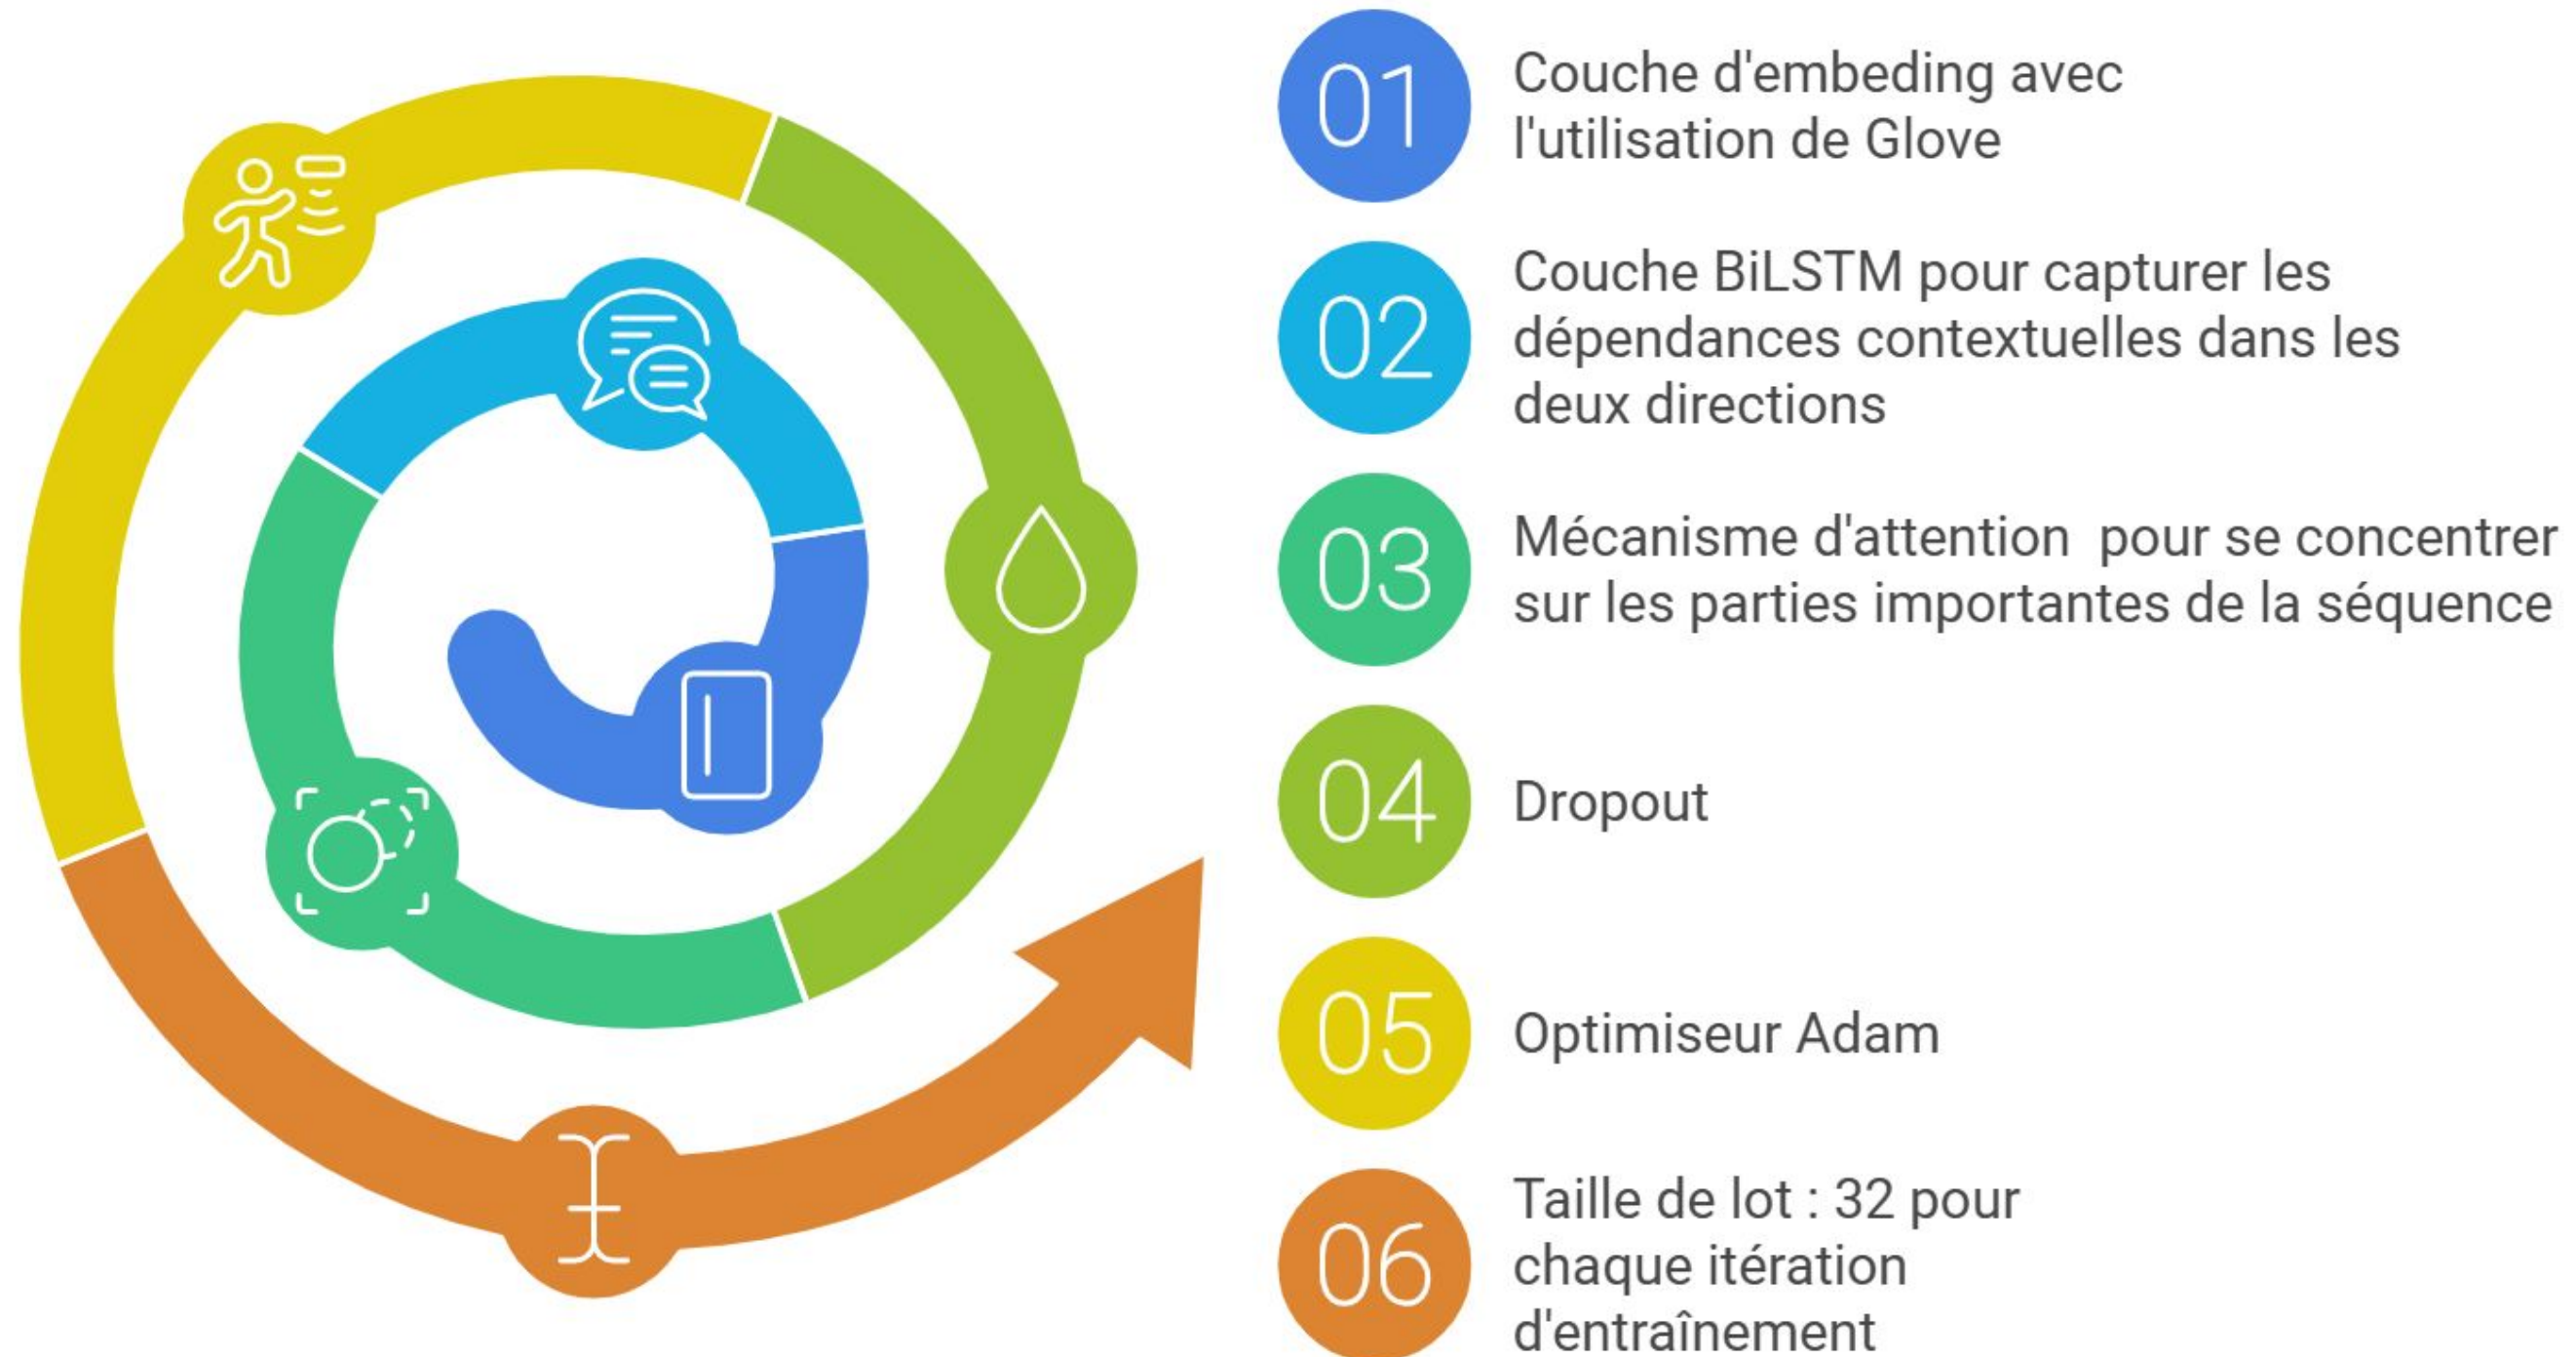 01
Couche d'embeding avec
l'utilisation de Glove
02
Couche BiLSTM pour capturer les
dépendances contextuelles dans les
deux directions
03
Mécanisme d'attention  pour se concentrer
sur les parties importantes de la séquence
04
Dropout
05
Optimiseur Adam
06
Taille de lot : 32 pour
chaque itération
d'entraînement